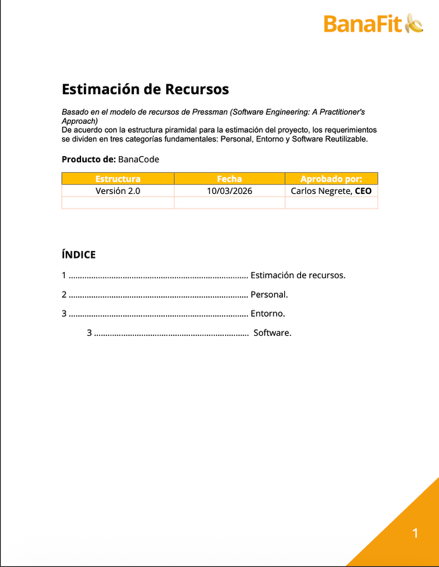 BanaFit
Estimación de Recursos
Basado en el modelo de recursos de Pressman (Software Engineering: A Practitioner's
Approach)
De acuerdo con la estructura piramidal para la estimación del proyecto, los requerimientos
se dividen en tres categorías fundamentales: Personal, Entorno y Software Reutilizable.
Producto de: BanaCode
Estructura Fecha Aprobado por:
Versión 2.0 10/03/2026 Carlos Negrete, CEO
ÍNDICE
1 ............................................................................... Estimación de recursos.
2 ............................................................................... Personal.
3 ............................................................................... Entorno.
3 .................................................................... Software.
1